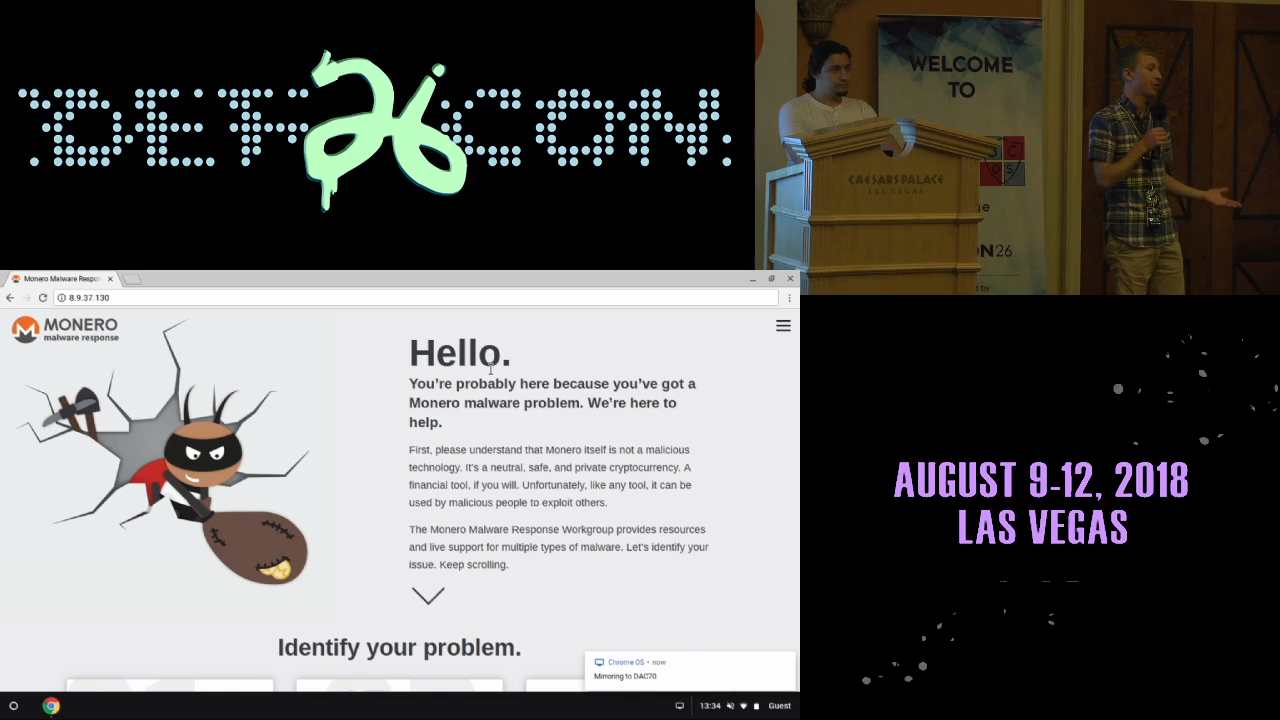 DEF CON
26
WELCOME
TO
CAESARS PALACE
LAS VEGAS
N26
d by
Monero Malware Respon
8.9.37.130
MONERO
malware response
Hello.
You're probably here because you've got a
Monero malware problem. We're here to
help.
First, please understand that Monero itself is not a malicious
technology. It's a neutral, safe, and private cryptocurrency. A
financial tool, if you will. Unfortunately, like any tool, it can be
used by malicious people to exploit others.
The Monero Malware Response Workgroup provides resources
and live support for multiple types of malware. Let's identify your
issue. Keep scrolling.
Identify your problem.
Chrome OS • now
Mirroring to DAC70
13:34
Guest
AUGUST 9-12, 2018
LAS VEGAS